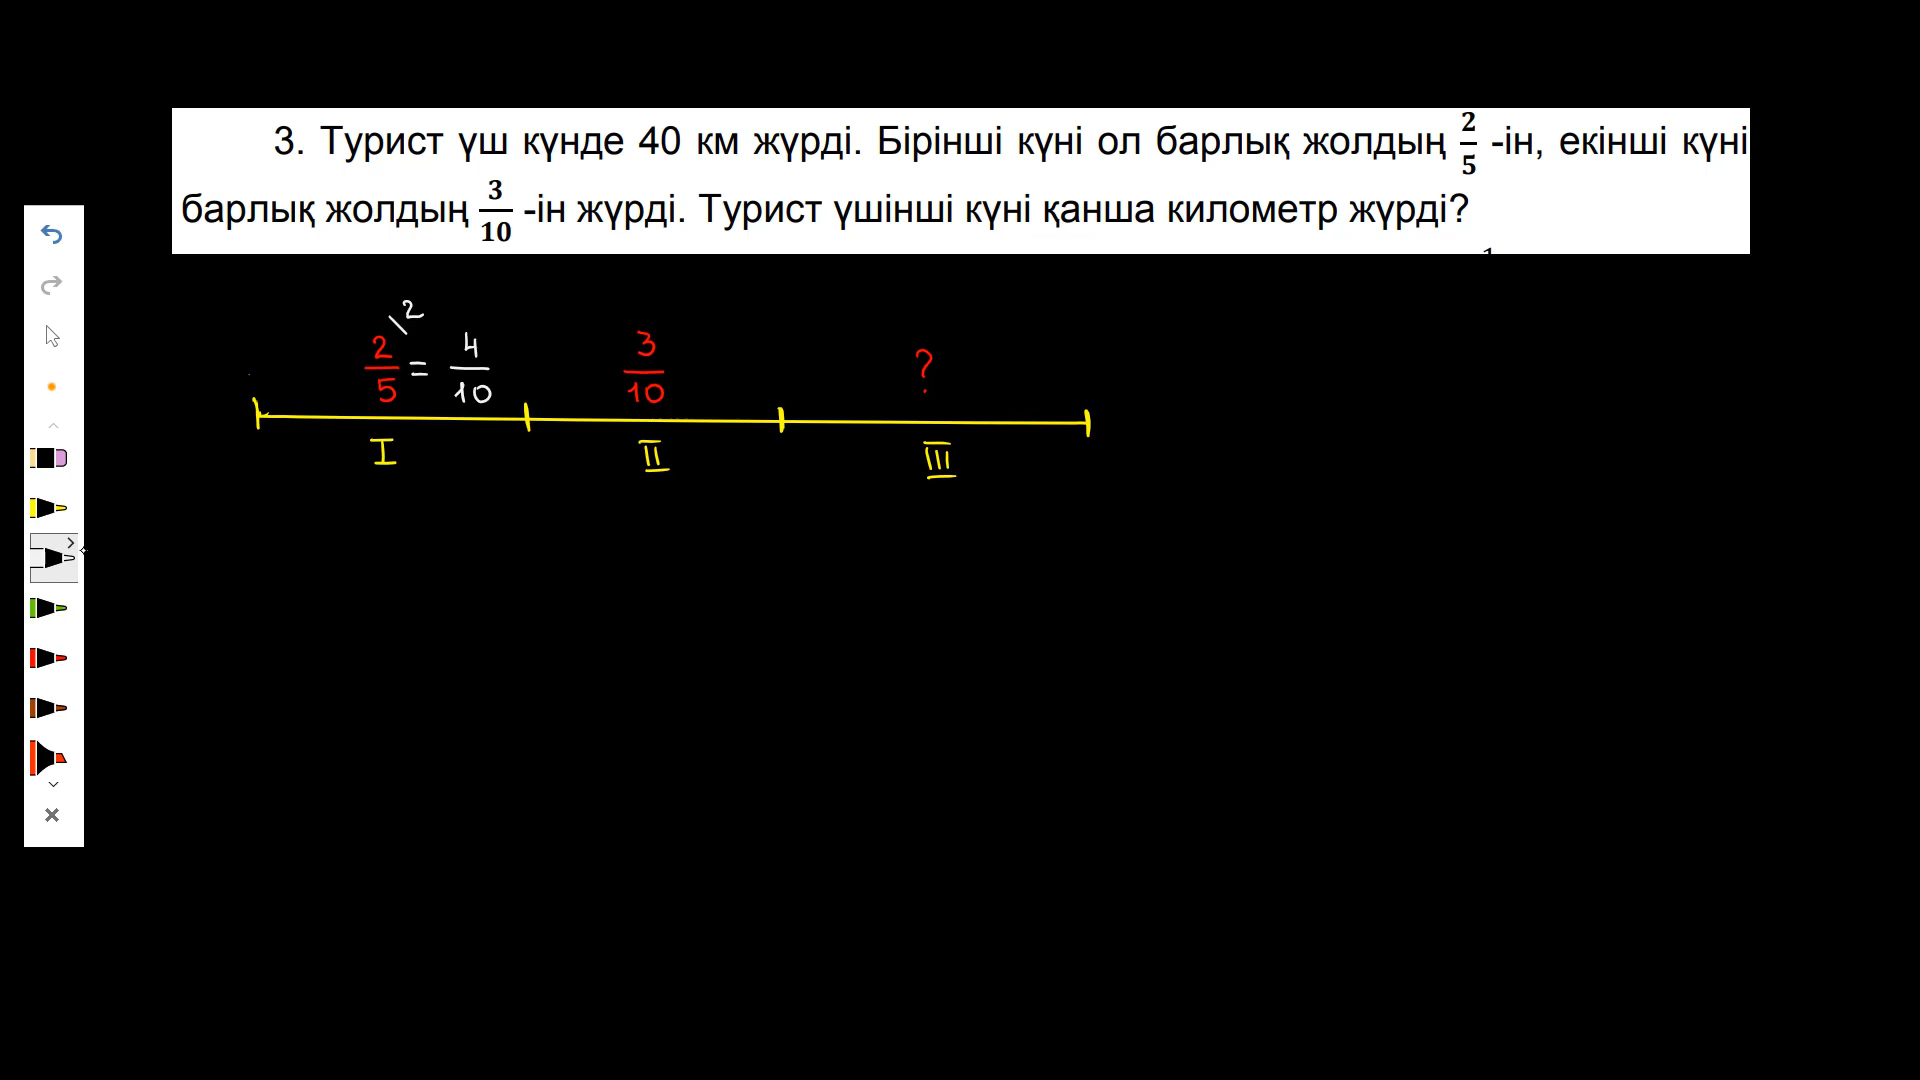 3. Турист үш күнде 40 км жүрді. Бірінші күні ол барлық жолдың 2/5 -ін, екінші күні
барлық жолдың 3/10 -ін жүрді. Турист үшінші күні қанша километр жүрді?
2/5 \2 = 4/10 3/10 ?
I II III